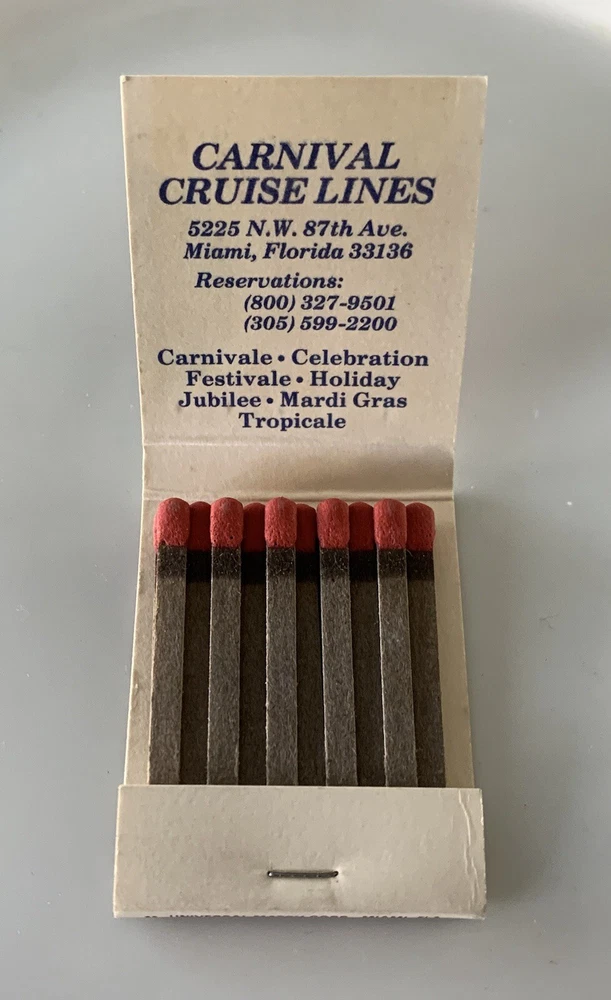 CARNIVAL
CRUISE LINES
5225 N.W. 87th Ave.
Miami, Florida 33136
Reservations:
(800) 327-9501
(305) 599-2200
Carnivale • Celebration
Festivale • Holiday
Jubilee • Mardi Gras
Tropicale